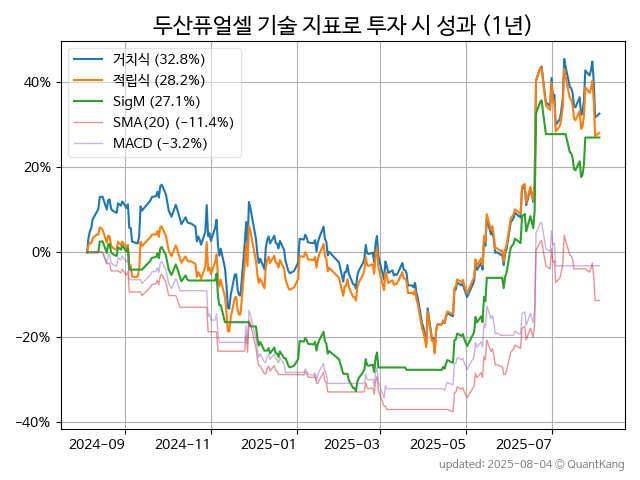 두산퓨얼셀 기술 지표로 투자 시 성과 (1년)
거치식 (32.8%)
적립식 (28.2%)
SigM (27.1%)
SMA(20) (−11.4%)
MACD (−3.2%)
40%
20%
0%
−20%
−40%
2024−09 2024−11 2025−01 2025−03 2025−05 2025−07
updated: 2025-08-04 © QuantKang